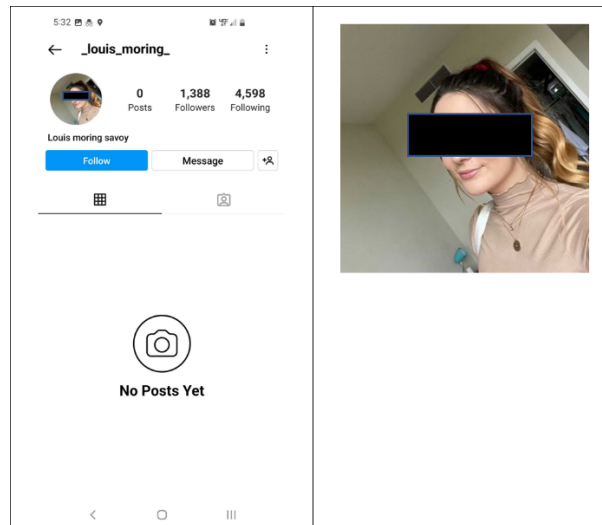 5:32
_louis_moring_
0 1,388 4,598
Posts Followers Following
Louis moring savoy
Follow Message
No Posts Yet